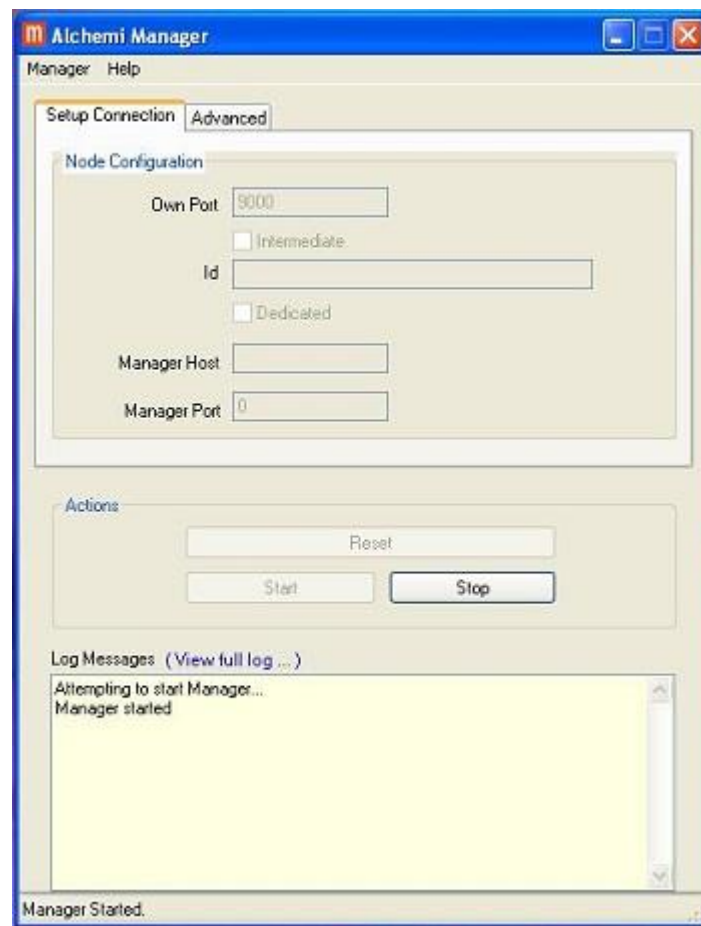 m Alchemi Manager
Manager Help
Setup Connection Advanced
Node Configuration
Own Port 9000
Intermediate
Id
Dedicated
Manager Host
Manager Port 0
Actions
Reset
Start Stop
Log Messages (View full log ...)
Attempting to start Manager...
Manager started
Manager Started.